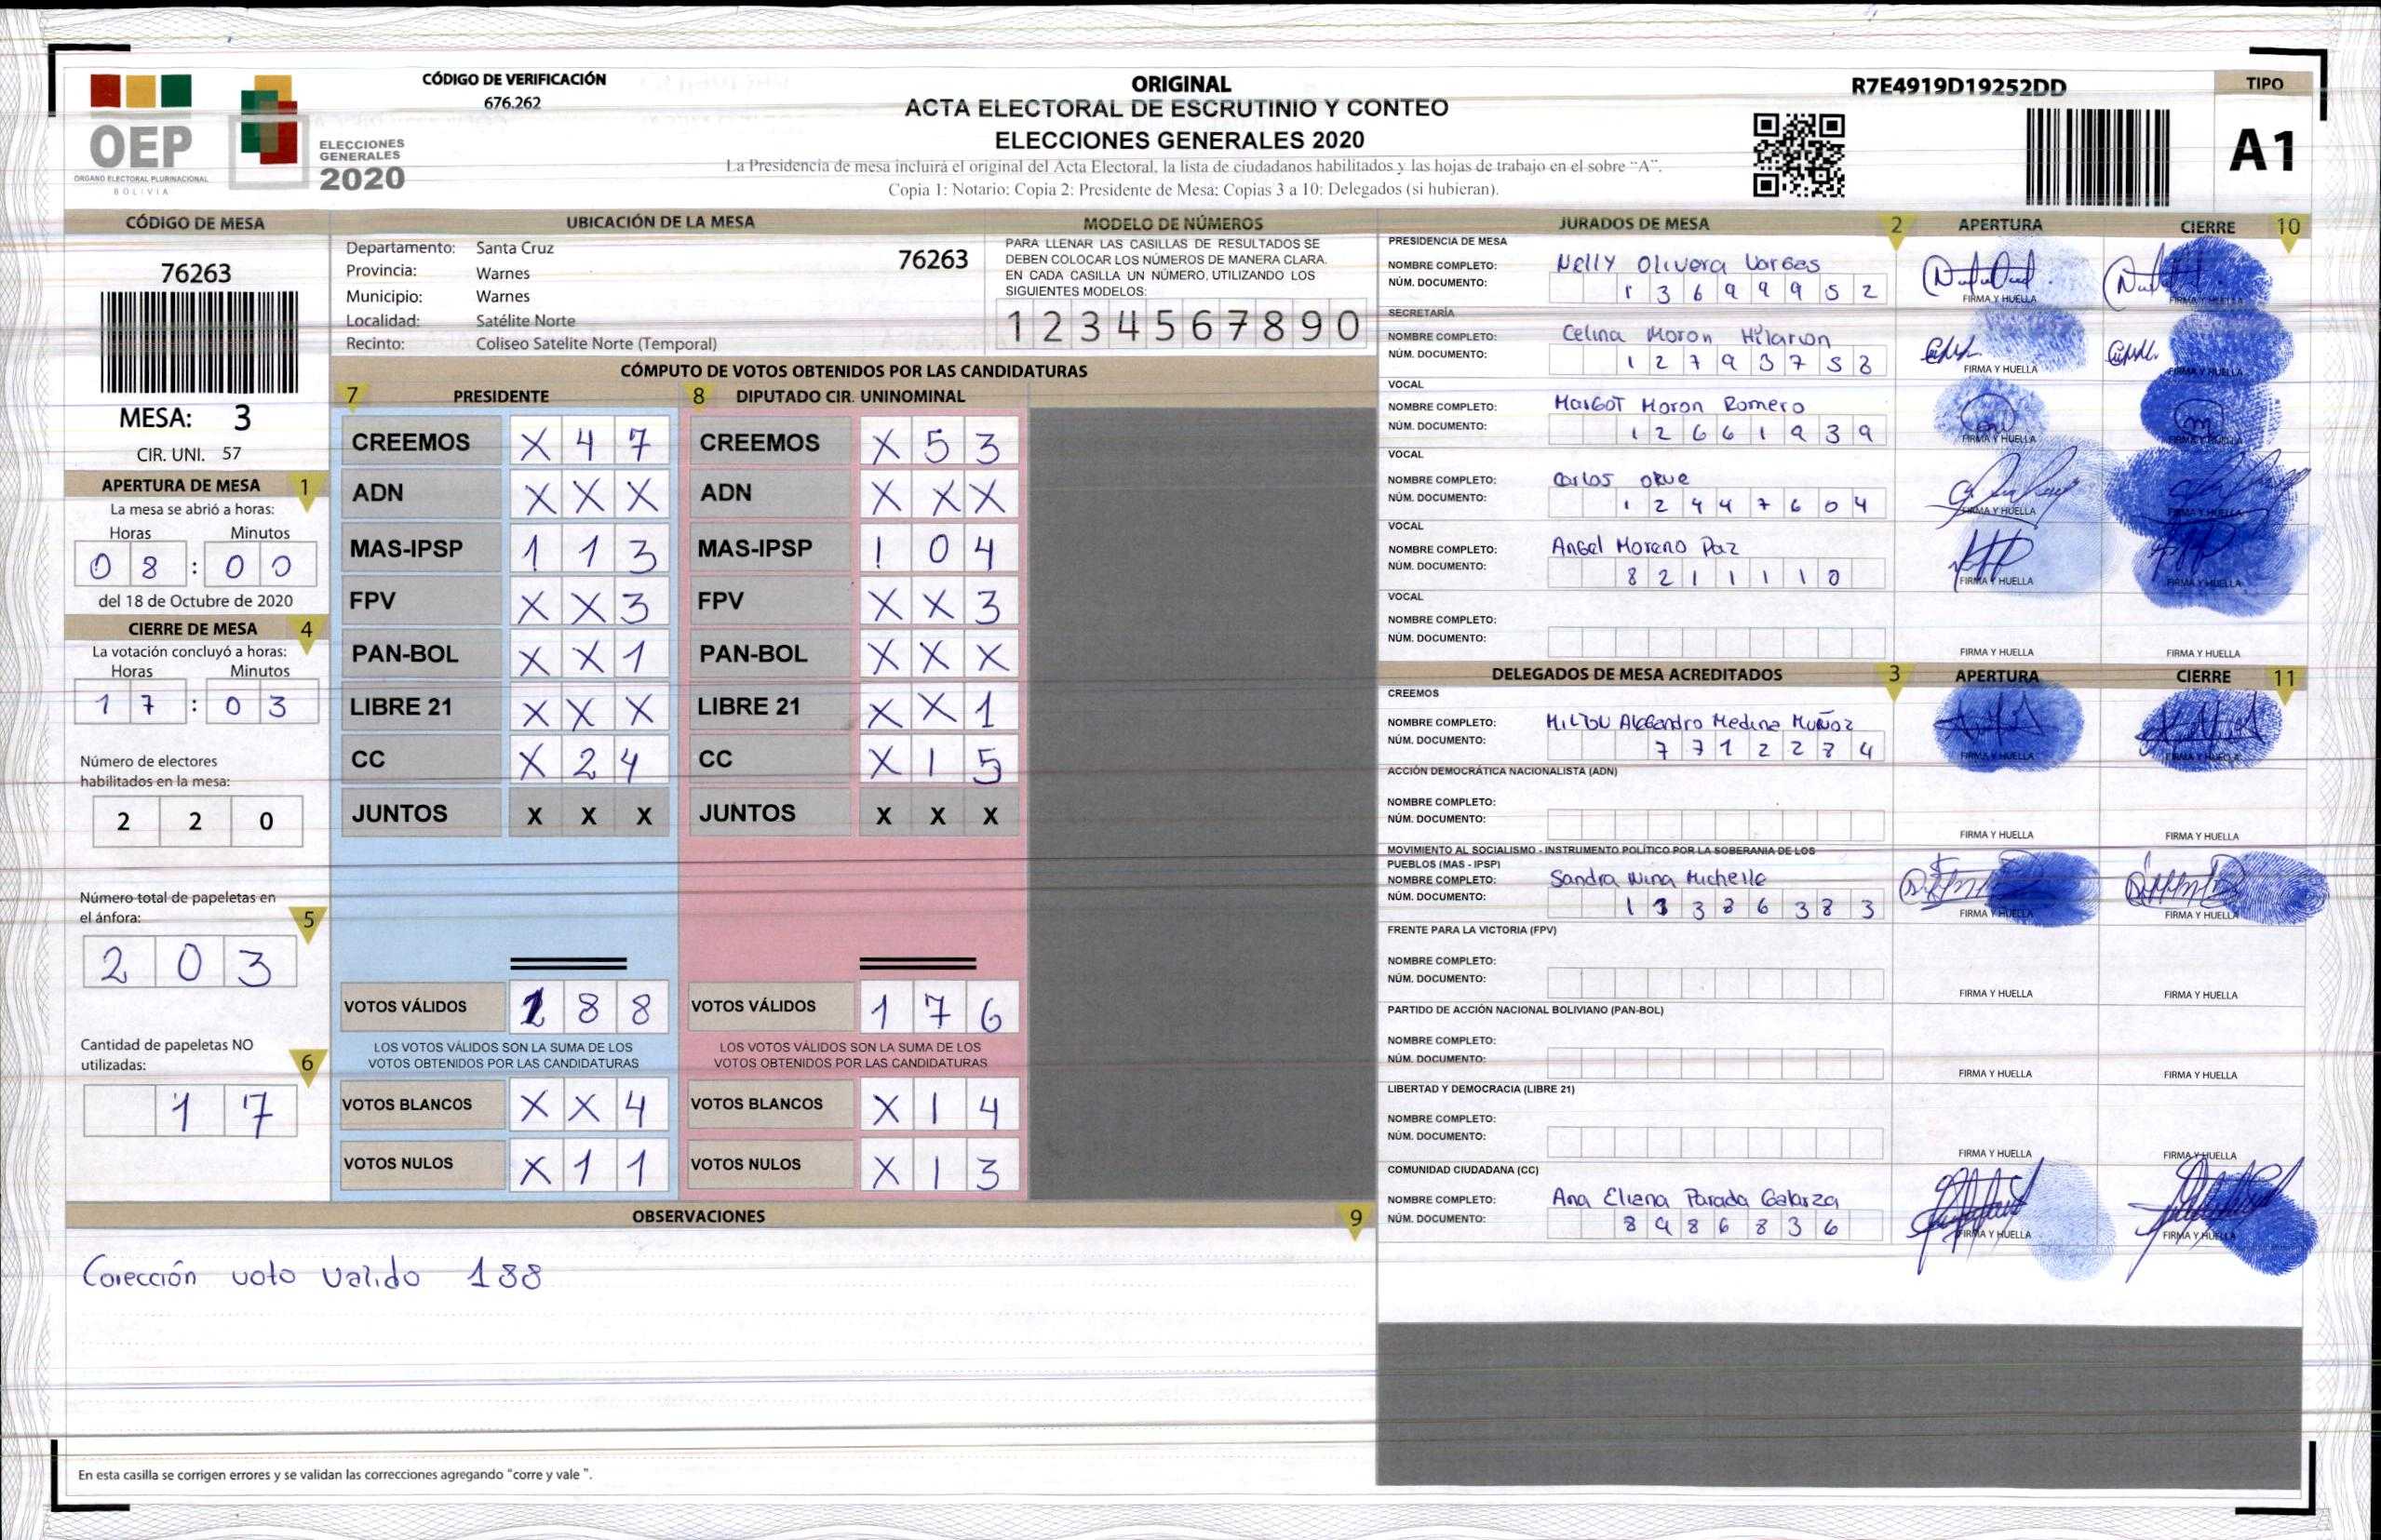 CÓDIGO DE VERIFICACIÓN
676.262
OEP
ÓRGANO ELECTORAL PLURINACIONAL
BOLIVIA
ELECCIONES
GENERALES
2020
ORIGINAL
ACTA ELECTORAL DE ESCRUTINIO Y CONTEO
ELECCIONES GENERALES 2020
La Presidencia de mesa incluirá el original del Acta Electoral, la lista de ciudadanos habilitados y las hojas de trabajo en el sobre "A".
Copia 1: Notario; Copia 2: Presidente de Mesa; Copias 3 a 10: Delegados (si hubieran).
R7E4919D19252DD
TIPO
A1
CÓDIGO DE MESA
76263
MESA: 3
CIR. UNI. 57
APERTURA DE MESA 1
La mesa se abrió a horas:
Horas Minutos
0 8 : 0 0
del 18 de Octubre de 2020
CIERRE DE MESA 4
La votación concluyó a horas:
Horas Minutos
1 7 : 0 3
Número de electores
habilitados en la mesa:
2 2 0
Número total de papeletas en
el ánfora: 5
2 0 3
Cantidad de papeletas NO
utilizadas: 6
1 7
UBICACIÓN DE LA MESA
Departamento: Santa Cruz
76263
Provincia: Warnes
Municipio: Warnes
Localidad: Satélite Norte
Recinto: Coliseo Satelite Norte (Temporal)
MODELO DE NÚMEROS
PARA LLENAR LAS CASILLAS DE RESULTADOS SE
DEBEN COLOCAR LOS NÚMEROS DE MANERA CLARA.
EN CADA CASILLA UN NÚMERO, UTILIZANDO LOS
SIGUIENTES MODELOS:
1 2 3 4 5 6 7 8 9 0
CÓMPUTO DE VOTOS OBTENIDOS POR LAS CANDIDATURAS
7 PRESIDENTE 8 DIPUTADO CIR. UNINOMINAL
CREEMOS X 4 7 CREEMOS X 5 3
ADN X X X ADN X X X
MAS-IPSP 1 1 3 MAS-IPSP 1 0 4
FPV X X 3 FPV X X 3
PAN-BOL X X 1 PAN-BOL X X X
LIBRE 21 X X X LIBRE 21 X X 1
CC X 2 4 CC X 1 5
JUNTOS X X X JUNTOS X X X
VOTOS VÁLIDOS 1 8 8 VOTOS VÁLIDOS 1 7 6
LOS VOTOS VÁLIDOS SON LA SUMA DE LOS LOS VOTOS VÁLIDOS SON LA SUMA DE LOS
VOTOS OBTENIDOS POR LAS CANDIDATURAS VOTOS OBTENIDOS POR LAS CANDIDATURAS
VOTOS BLANCOS X X 4 VOTOS BLANCOS X 1 4
VOTOS NULOS X 1 1 VOTOS NULOS X 1 3
OBSERVACIONES 9
Corección voto valido 188
En esta casilla se corrigen errores y se validan las correcciones agregando "corre y vale ".
JURADOS DE MESA 2 APERTURA CIERRE 10
PRESIDENCIA DE MESA
NOMBRE COMPLETO: Nelly Olivera Vargas
NÚM. DOCUMENTO: 1 3 6 9 9 9 5 2
FIRMA Y HUELLA FIRMA Y HUELLA
SECRETARÍA
NOMBRE COMPLETO: Celina Moron Hilarion
NÚM. DOCUMENTO: 1 2 7 9 3 7 5 8
FIRMA Y HUELLA FIRMA Y HUELLA
VOCAL
NOMBRE COMPLETO: Margot Moron Romero
NÚM. DOCUMENTO: 1 2 6 6 1 9 3 9
FIRMA Y HUELLA FIRMA Y HUELLA
VOCAL
NOMBRE COMPLETO: Carlos Orue
NÚM. DOCUMENTO: 1 2 4 4 7 6 0 4
FIRMA Y HUELLA FIRMA Y HUELLA
VOCAL
NOMBRE COMPLETO: Angel Moreno Paz
NÚM. DOCUMENTO: 8 2 1 1 1 1 0
FIRMA Y HUELLA FIRMA Y HUELLA
VOCAL
NOMBRE COMPLETO:
NÚM. DOCUMENTO:
FIRMA Y HUELLA FIRMA Y HUELLA
DELEGADOS DE MESA ACREDITADOS 3 APERTURA CIERRE 11
CREEMOS
NOMBRE COMPLETO: Milton Medina Muñoz
NÚM. DOCUMENTO: 7 7 1 2 2 8 4
FIRMA Y HUELLA FIRMA Y HUELLA
ACCIÓN DEMOCRÁTICA NACIONALISTA (ADN)
NOMBRE COMPLETO:
NÚM. DOCUMENTO:
FIRMA Y HUELLA FIRMA Y HUELLA
MOVIMIENTO AL SOCIALISMO - INSTRUMENTO POLÍTICO POR LA SOBERANIA DE LOS
PUEBLOS (MAS - IPSP)
NOMBRE COMPLETO: Sandra Nina Michelle
NÚM. DOCUMENTO: 1 3 3 8 6 3 8 3
FIRMA Y HUELLA FIRMA Y HUELLA
FRENTE PARA LA VICTORIA (FPV)
NOMBRE COMPLETO:
NÚM. DOCUMENTO:
FIRMA Y HUELLA FIRMA Y HUELLA
PARTIDO DE ACCIÓN NACIONAL BOLIVIANO (PAN-BOL)
NOMBRE COMPLETO:
NÚM. DOCUMENTO:
FIRMA Y HUELLA FIRMA Y HUELLA
LIBERTAD Y DEMOCRACIA (LIBRE 21)
NOMBRE COMPLETO:
NÚM. DOCUMENTO:
FIRMA Y HUELLA FIRMA Y HUELLA
COMUNIDAD CIUDADANA (CC)
NOMBRE COMPLETO: Ana Eliana Parada Galarza
NÚM. DOCUMENTO: 8 9 8 6 8 3 6
FIRMA Y HUELLA FIRMA Y HUELLA